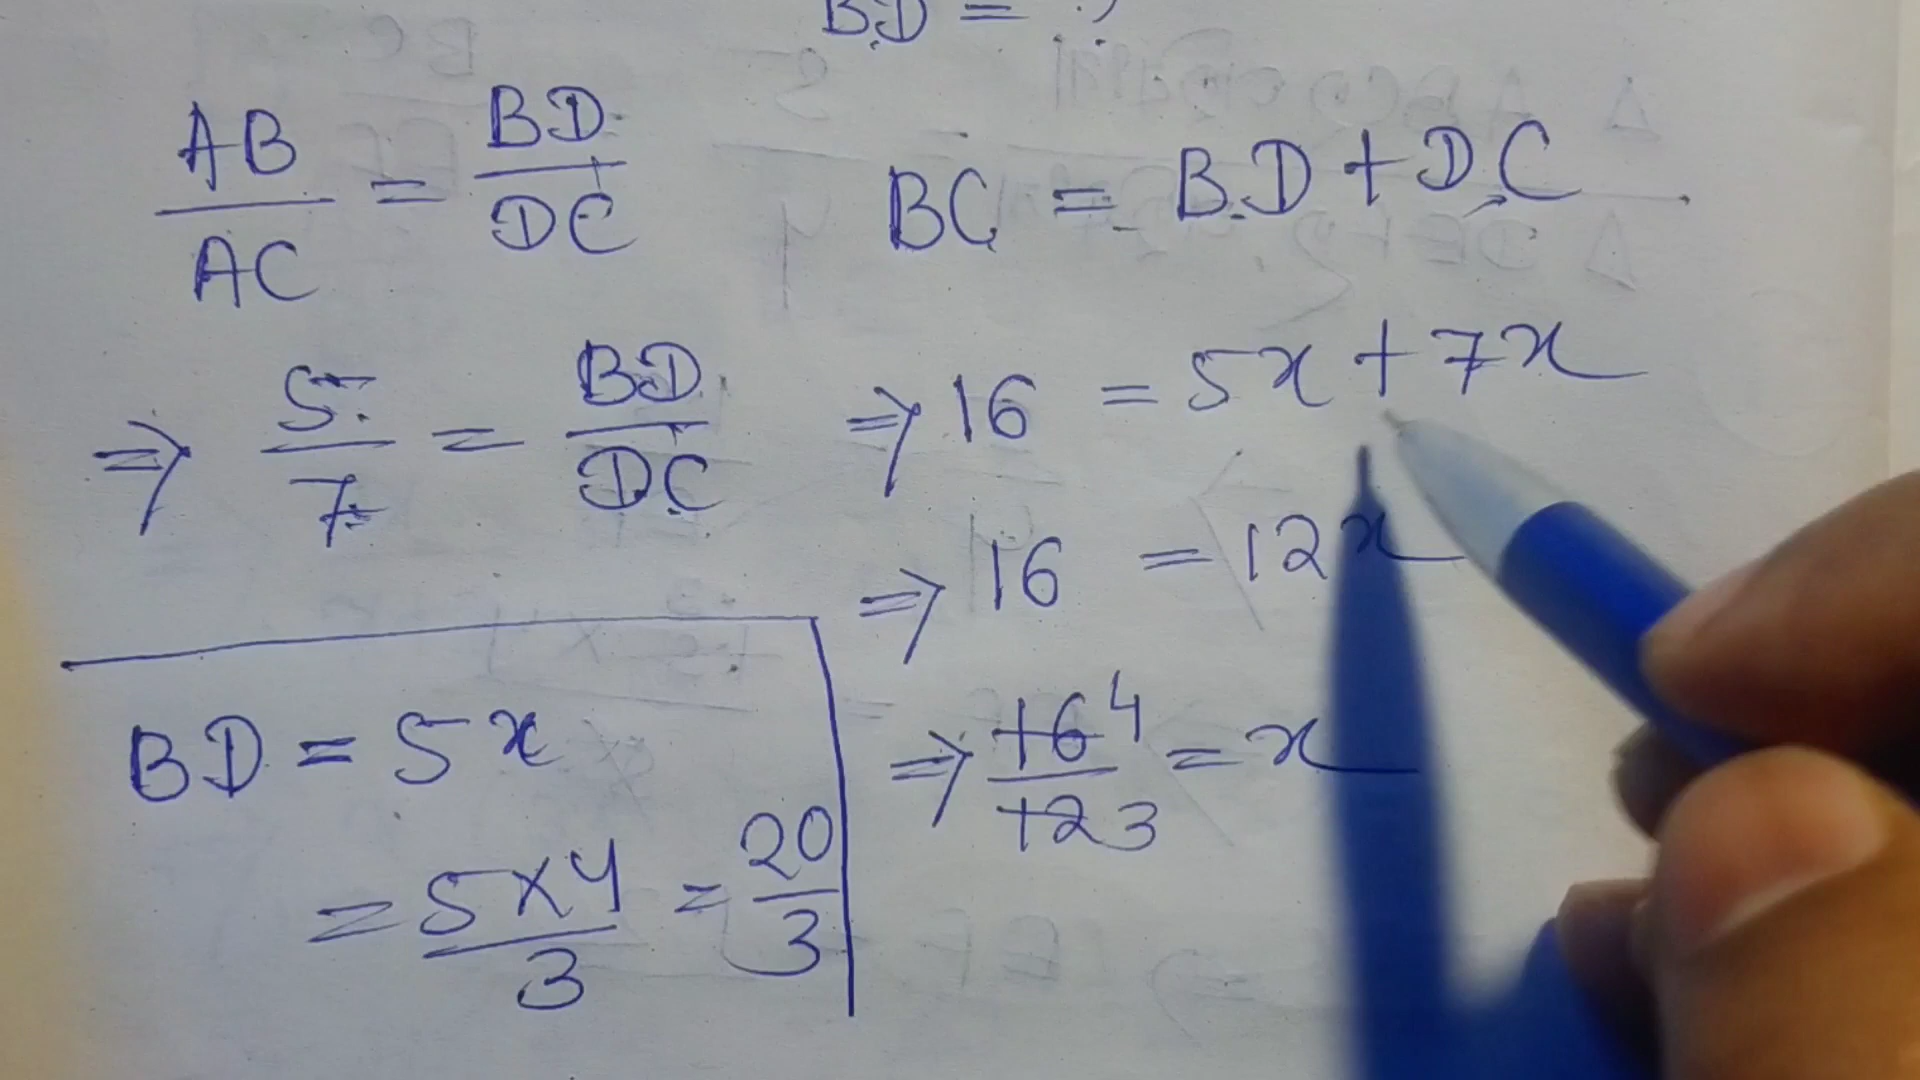 BD = ?
AB/AC = BD/DC
⇒ 5/7 = BD/DC
BC = BD + DC
⇒ 16 = 5x + 7x
⇒ 16 = 12x
⇒ 16 4/12 3 = x
BD = 5x
= 5×4/3 = 20/3